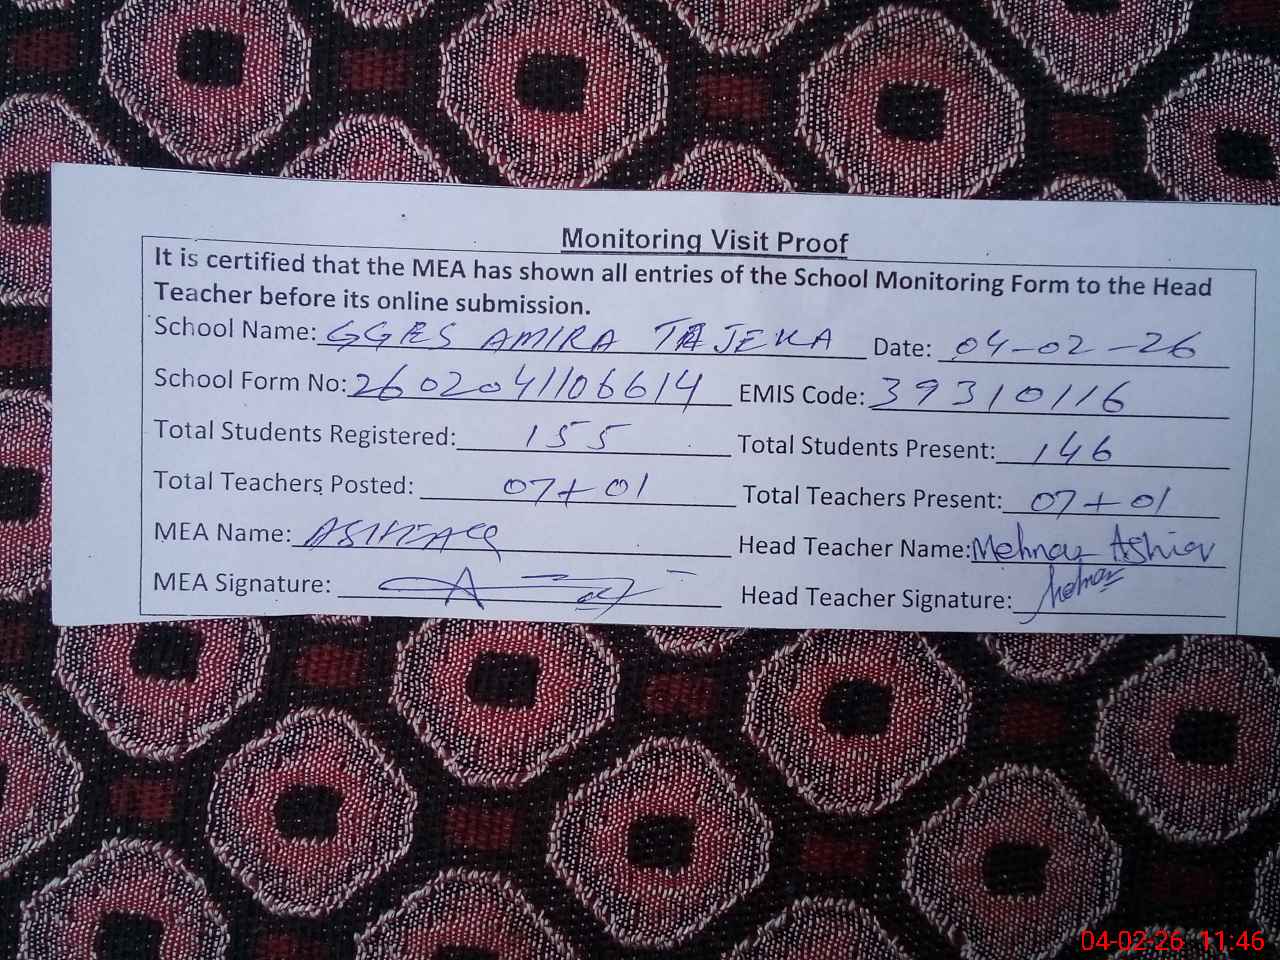 Monitoring Visit Proof
It is certified that the MEA has shown all entries of the School Monitoring Form to the Head
Teacher before its online submission.
School Name: GGES AMIRA TAJEKA Date: 04-02-26
School Form No: 2602041106614 EMIS Code: 39310116
Total Students Registered: 155 Total Students Present: 146
Total Teachers Posted: 07+01 Total Teachers Present: 07+01
MEA Name: Head Teacher Name: Mehnaz
MEA Signature: Head Teacher Signature:
04-02-26 11:46